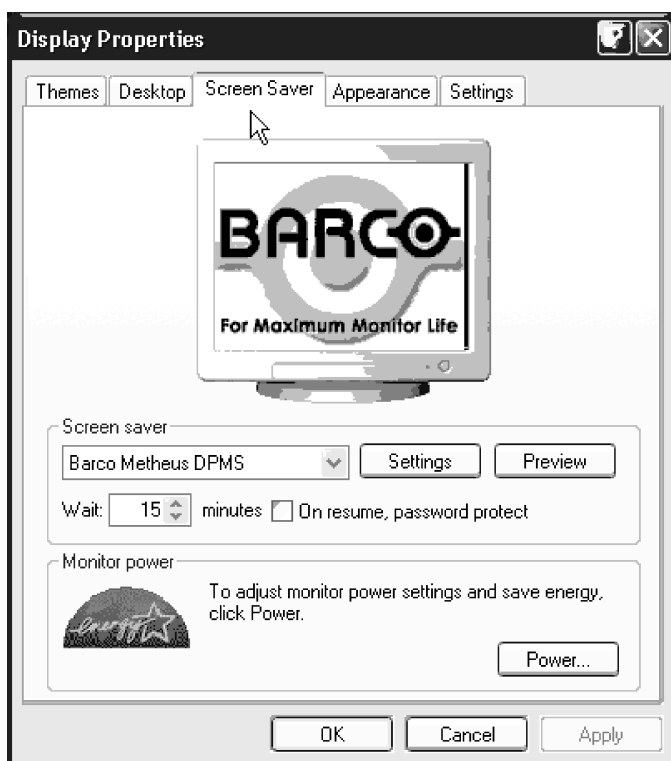 Display Properties
Themes Desktop Screen Saver Appearance Settings
BARCO
For Maximum Monitor Life
Screen saver
Barco Metheus DPMS Settings Preview
Wait: 15 minutes On resume, password protect
Monitor power
energy
To adjust monitor power settings and save energy,
click Power.
Power...
OK Cancel Apply